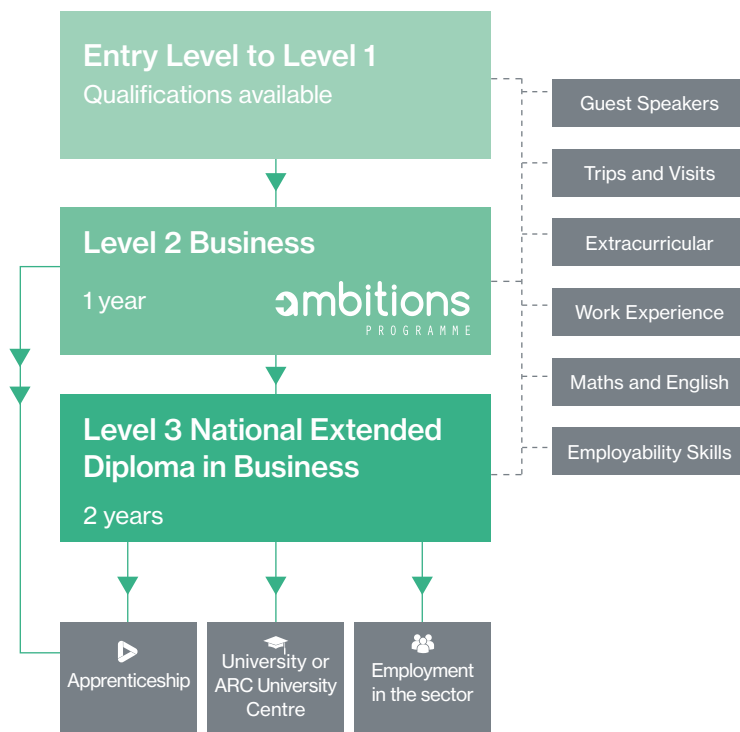 Entry Level to Level 1
Qualifications available
Level 2 Business
1 year
ambitions
PROGRAMME
Level 3 National Extended
Diploma in Business
2 years
Apprenticeship
University or
ARC University
Centre
Employment
in the sector
Guest Speakers
Trips and Visits
Extracurricular
Work Experience
Maths and English
Employability Skills